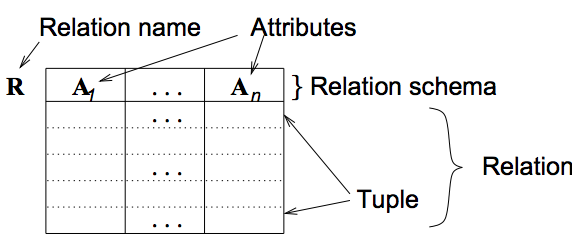 Relation name Attributes
R A1 ... An } Relation schema
...
...
Relation
Tuple
...